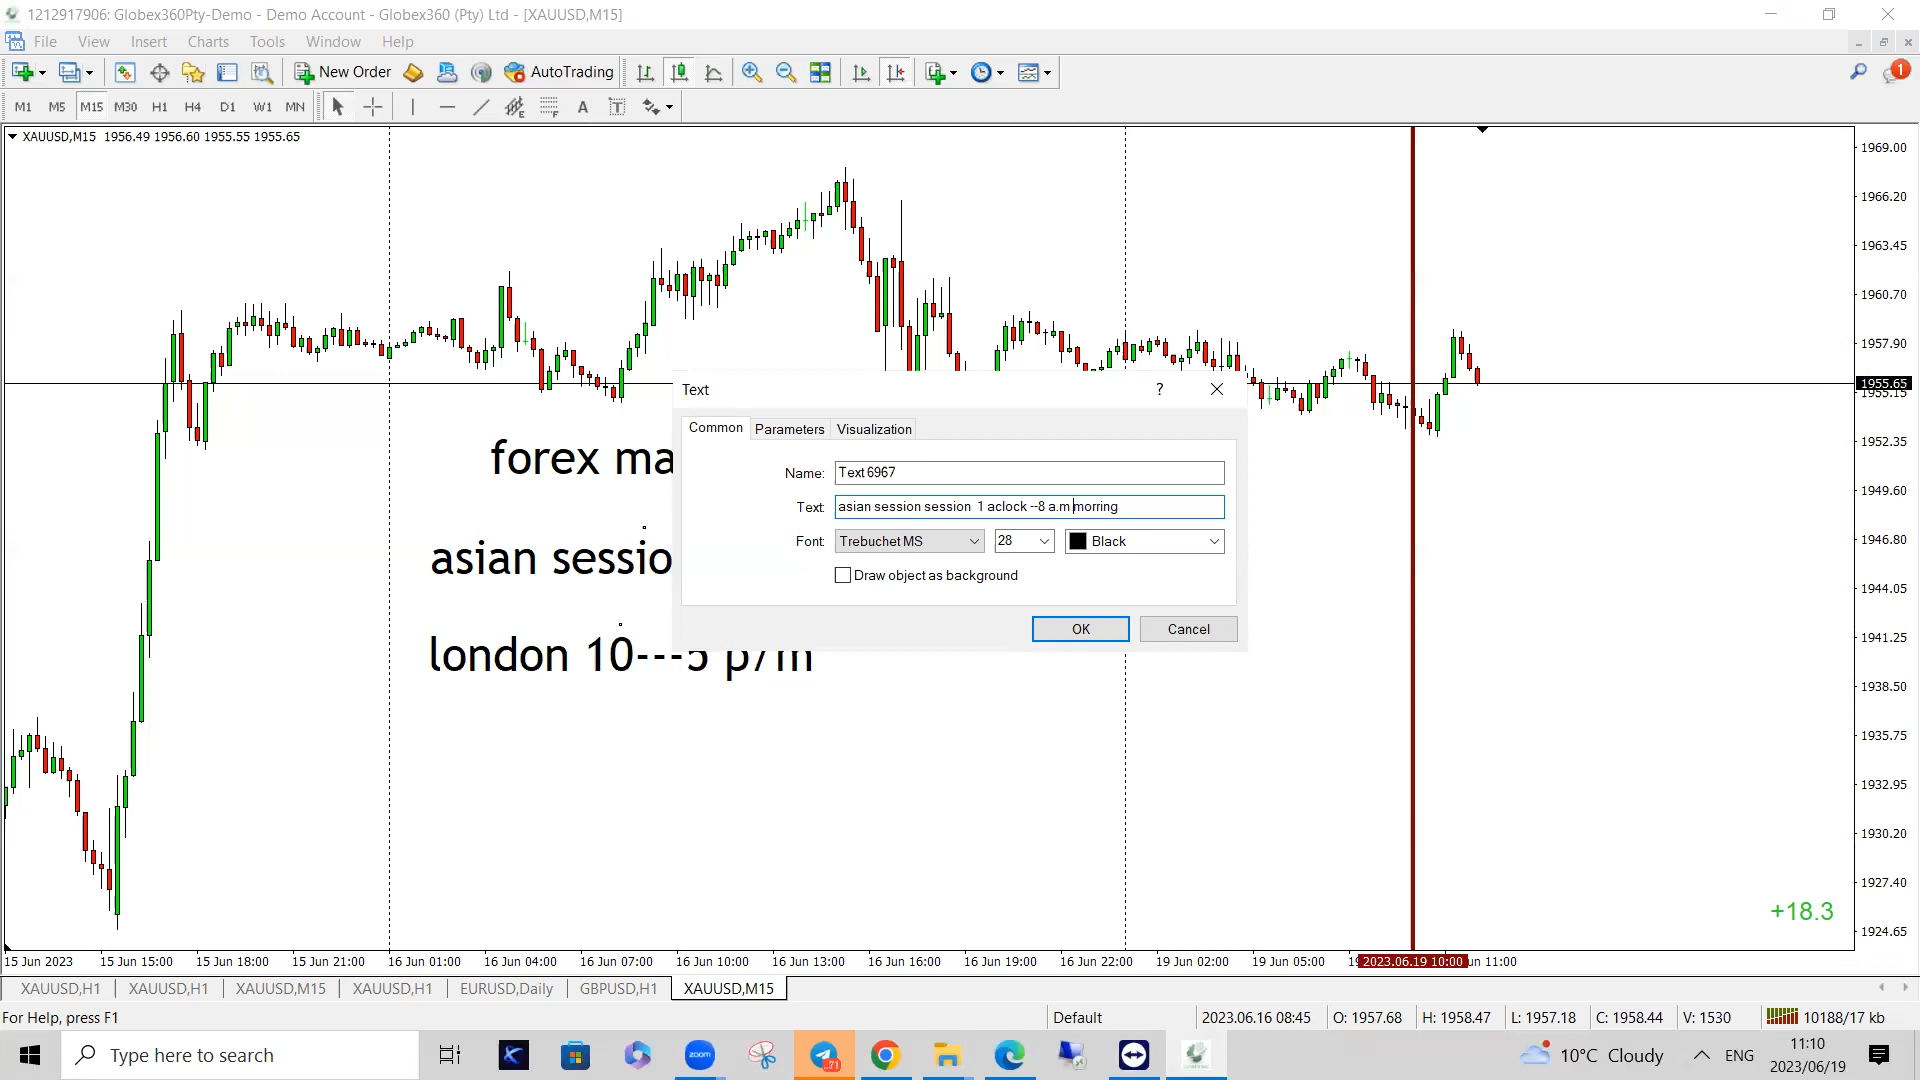 1212917906: Globex360Pty-Demo - Demo Account - Globex360 (Pty) Ltd - [XAUUSD,M15]
File View Insert Charts Tools Window Help
New Order AutoTrading 1
M1 M5 M15 M30 H1 H4 D1 W1 MN A T
XAUUSD,M15 1956.49 1956.60 1955.55 1955.65
1969.00
1966.20
1963.45
1960.70
1957.90
1955.65
1955.15
1952.35
1949.60
1946.80
1944.05
1941.25
1938.50
1935.75
1932.95
1930.20
1927.40
1924.65
forex ma
asian sessio
london 10---5 p/m
Text ?
Common Parameters Visualization
Name: Text 6967
Text: asian session session 1 aclock --8 a.m morring
Font: Trebuchet MS 28 Black
Draw object as background
OK Cancel
+18.3
15 Jun 2023 15 Jun 15:00 15 Jun 18:00 15 Jun 21:00 16 Jun 01:00 16 Jun 04:00 16 Jun 07:00 16 Jun 10:00 16 Jun 13:00 16 Jun 16:00 16 Jun 19:00 16 Jun 22:00 19 Jun 02:00 19 Jun 05:00 19 2023.06.19 10:00 un 11:00
XAUUSD,H1 XAUUSD,H1 XAUUSD,M15 XAUUSD,H1 EURUSD,Daily GBPUSD,H1 XAUUSD,M15
For Help, press F1 Default 2023.06.16 08:45 O: 1957.68 H: 1958.47 L: 1957.18 C: 1958.44 V: 1530 10188/17 kb
Type here to search zoom 10°C Cloudy ENG 11:10
2023/06/19